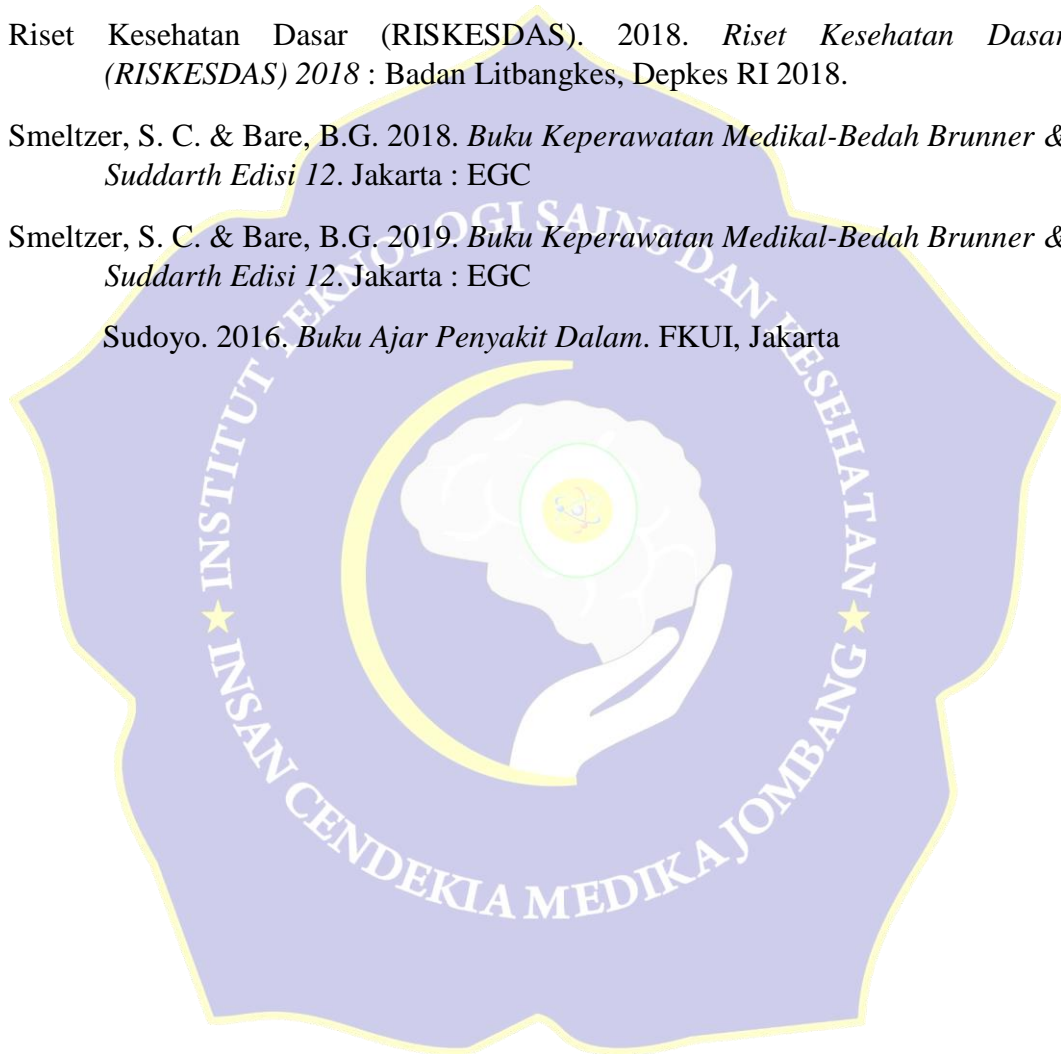 Riset Kesehatan Dasar (RISKESDAS). 2018. Riset Kesehatan Dasar
(RISKESDAS) 2018 : Badan Litbangkes, Depkes RI 2018.
Smeltzer, S. C. & Bare, B.G. 2018. Buku Keperawatan Medikal-Bedah Brunner &
Suddarth Edisi 12. Jakarta : EGC
Smeltzer, S. C. & Bare, B.G. 2019. Buku Keperawatan Medikal-Bedah Brunner &
Suddarth Edisi 12. Jakarta : EGC
Sudoyo. 2016. Buku Ajar Penyakit Dalam. FKUI, Jakarta
INSTITUT TEKNOLOGI SAINS DAN KESEHATAN
INSAN CENDEKIA MEDIKA JOMBANG